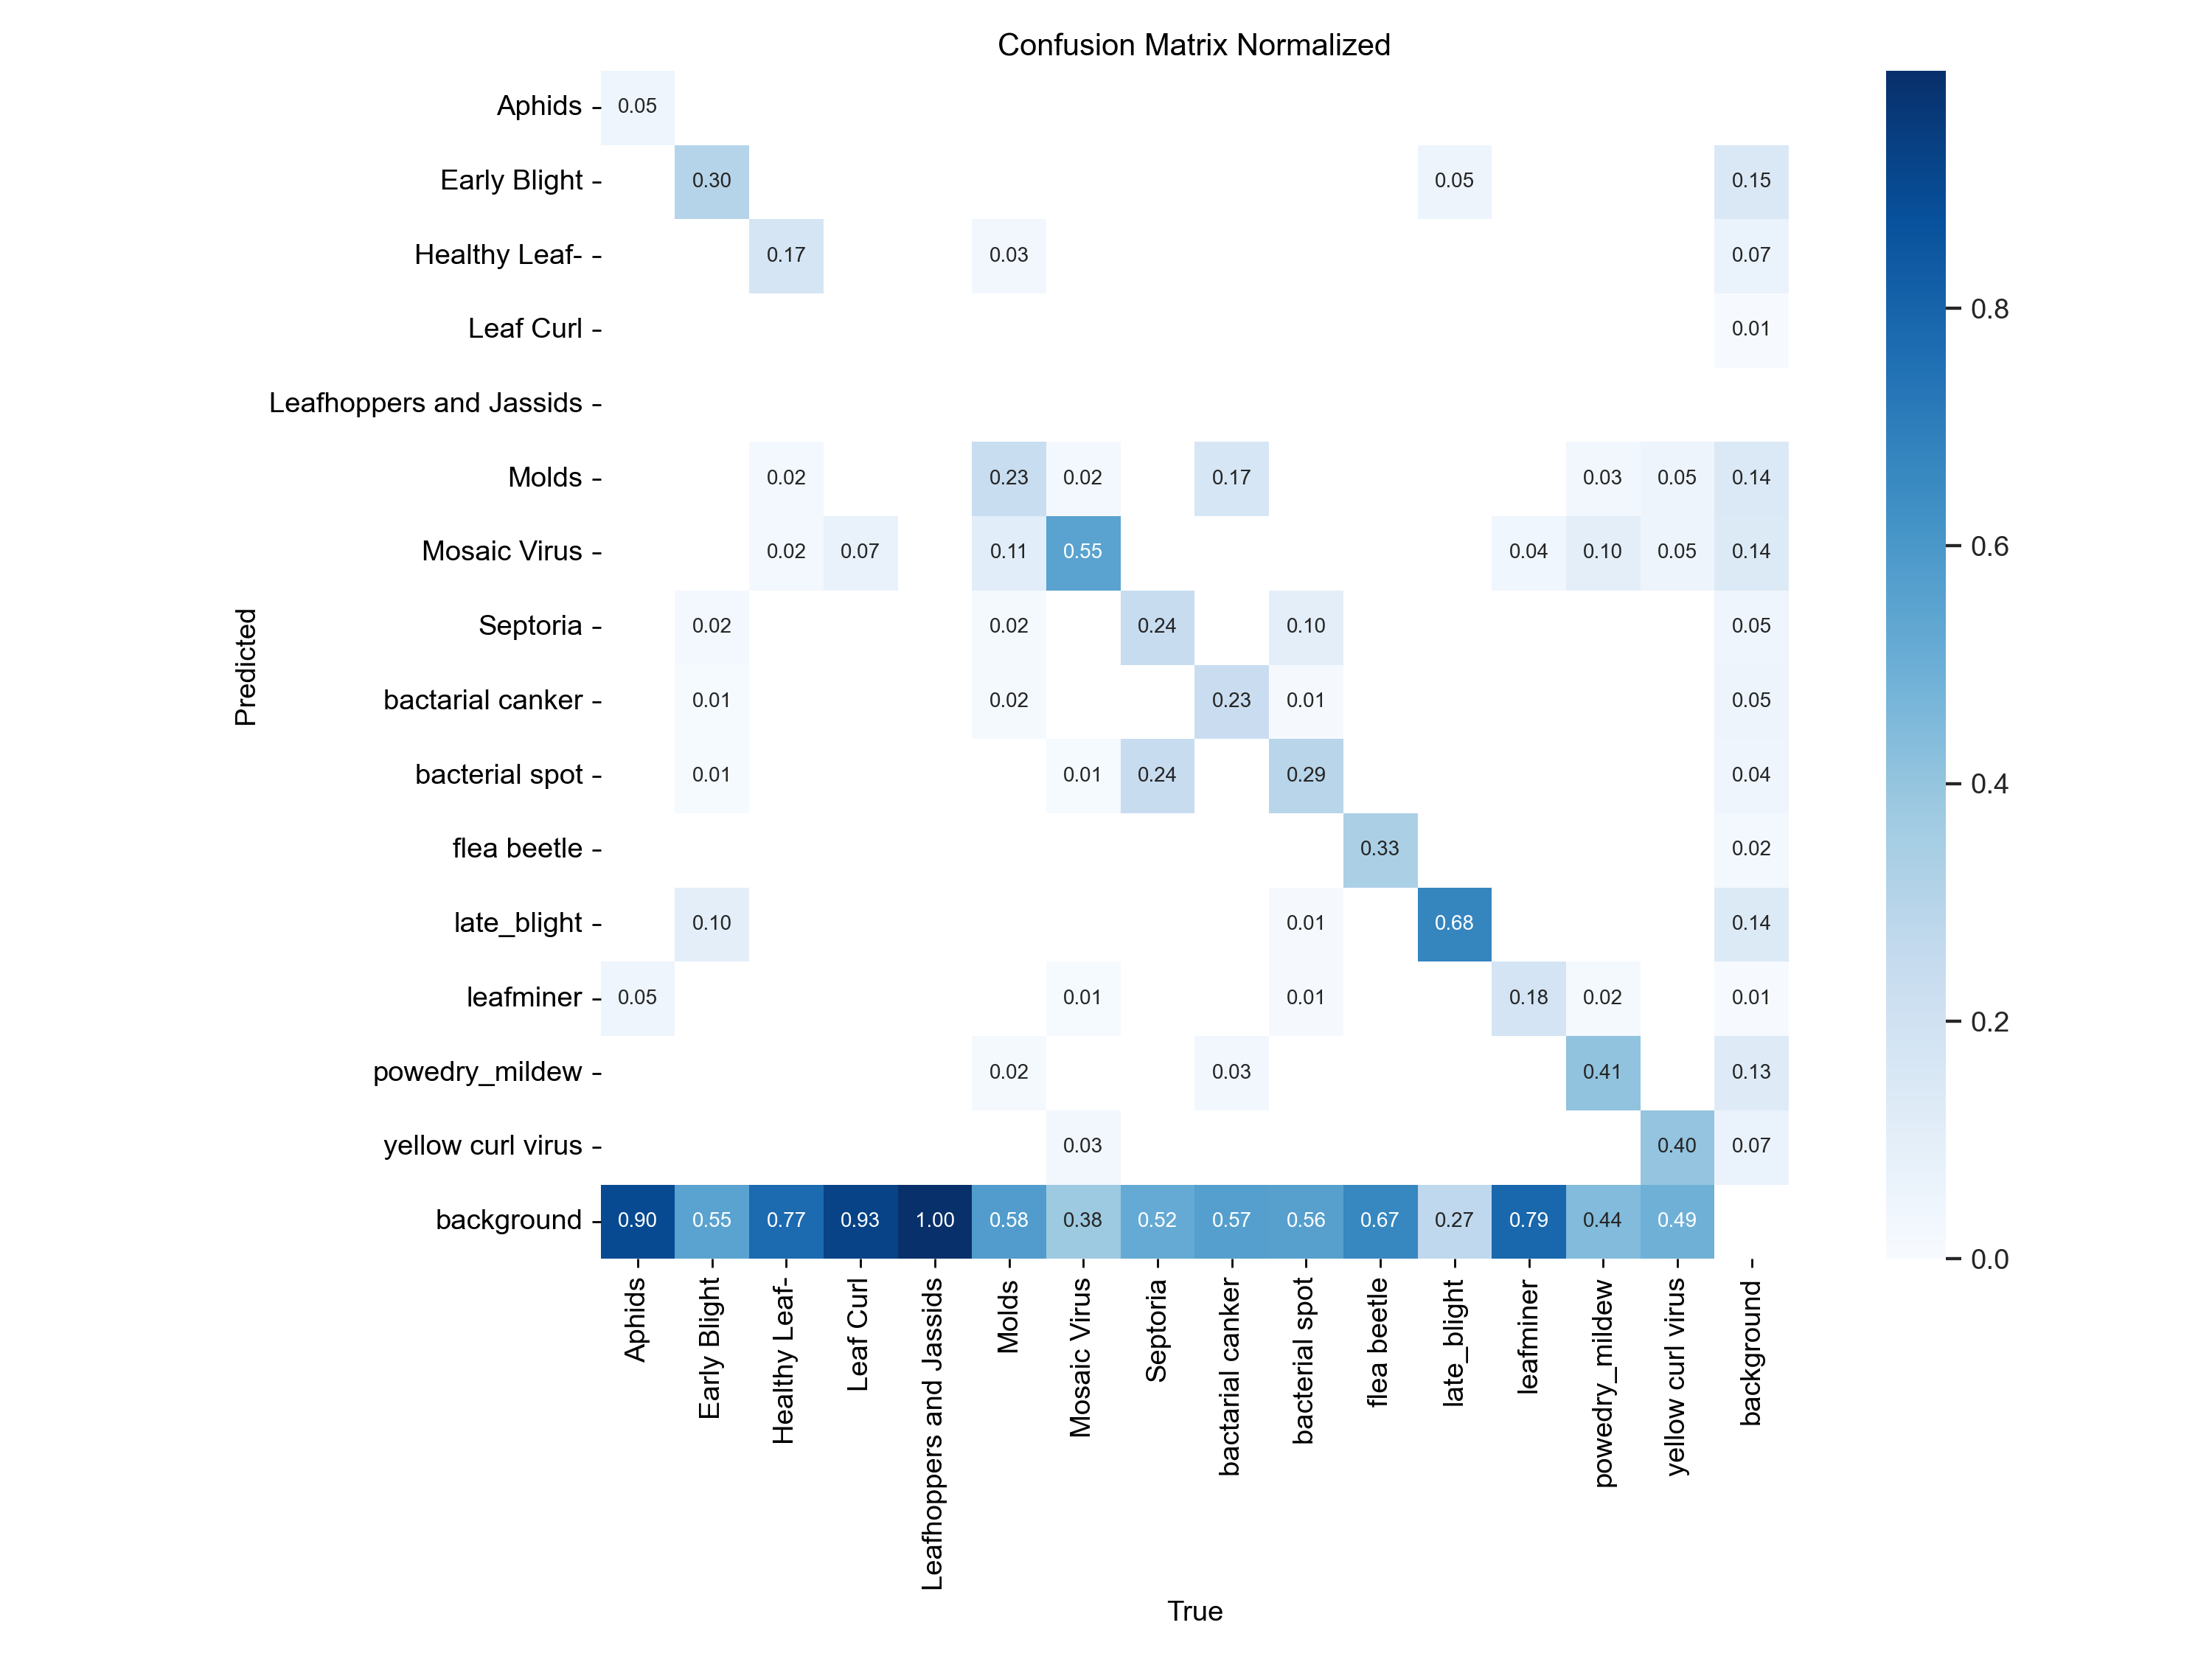 Confusion Matrix Normalized
Aphids 0.05
Early Blight 0.30 0.05 0.15
Healthy Leaf- 0.17 0.03 0.07
Leaf Curl 0.01
Leafhoppers and Jassids
Molds 0.02 0.23 0.02 0.17 0.03 0.05 0.14
Mosaic Virus 0.02 0.07 0.11 0.55 0.04 0.10 0.05 0.14
Septoria 0.02 0.02 0.24 0.10 0.05
bactarial canker 0.01 0.02 0.23 0.01 0.05
bacterial spot 0.01 0.01 0.24 0.29 0.04
flea beetle 0.33 0.02
late_blight 0.10 0.01 0.68 0.14
leafminer 0.05 0.01 0.01 0.18 0.02 0.01
powedry_mildew 0.02 0.03 0.41 0.13
yellow curl virus 0.03 0.40 0.07
background 0.90 0.55 0.77 0.93 1.00 0.58 0.38 0.52 0.57 0.56 0.67 0.27 0.79 0.44 0.49
Predicted
Aphids
Early Blight
Healthy Leaf-
Leaf Curl
Leafhoppers and Jassids
Molds
Mosaic Virus
Septoria
bactarial canker
bacterial spot
flea beetle
late_blight
leafminer
powedry_mildew
yellow curl virus
background
True
0.8
0.6
0.4
0.2
0.0